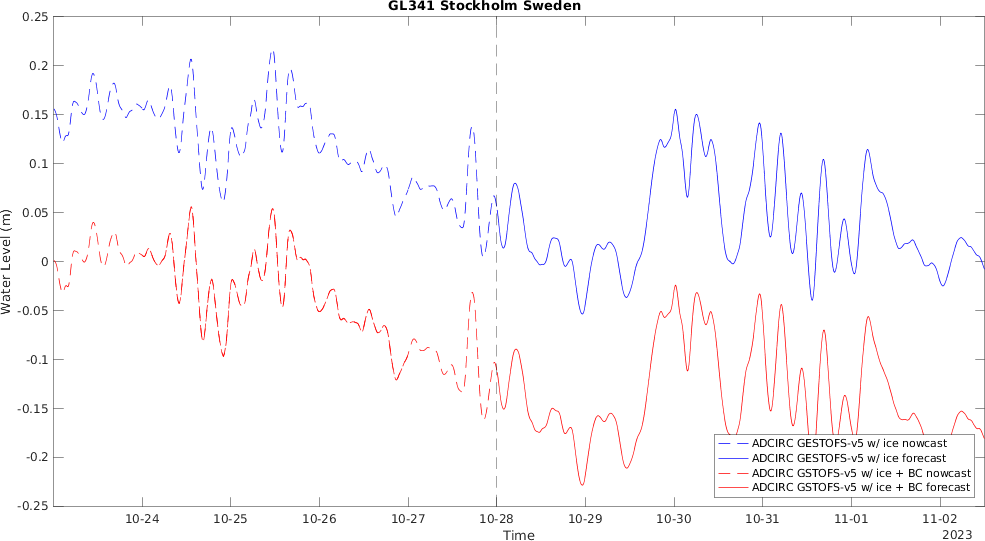 GL341 Stockholm Sweden
0.25
0.2
0.15
0.1
0.05
0
-0.05
-0.1
-0.15
-0.2
-0.25
Water Level (m)
10-24 10-25 10-26 10-27 10-28 10-29 10-30 10-31 11-01 11-02
Time
2023
ADCIRC GESTOFS-v5 w/ ice nowcast
ADCIRC GESTOFS-v5 w/ ice forecast
ADCIRC GSTOFS-v5 w/ ice + BC nowcast
ADCIRC GSTOFS-v5 w/ ice + BC forecast